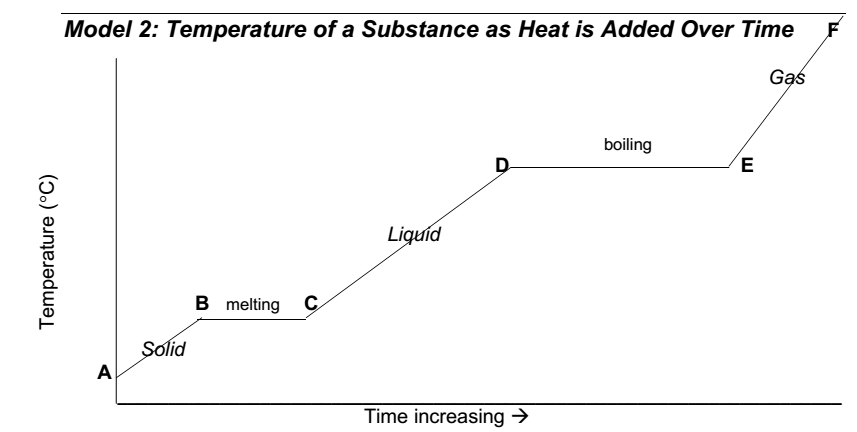 Model 2: Temperature of a Substance as Heat is Added Over Time
F
Gas
boiling
D
E
Temperature (°C)
Liquid
B melting C
Solid
A
Time increasing →